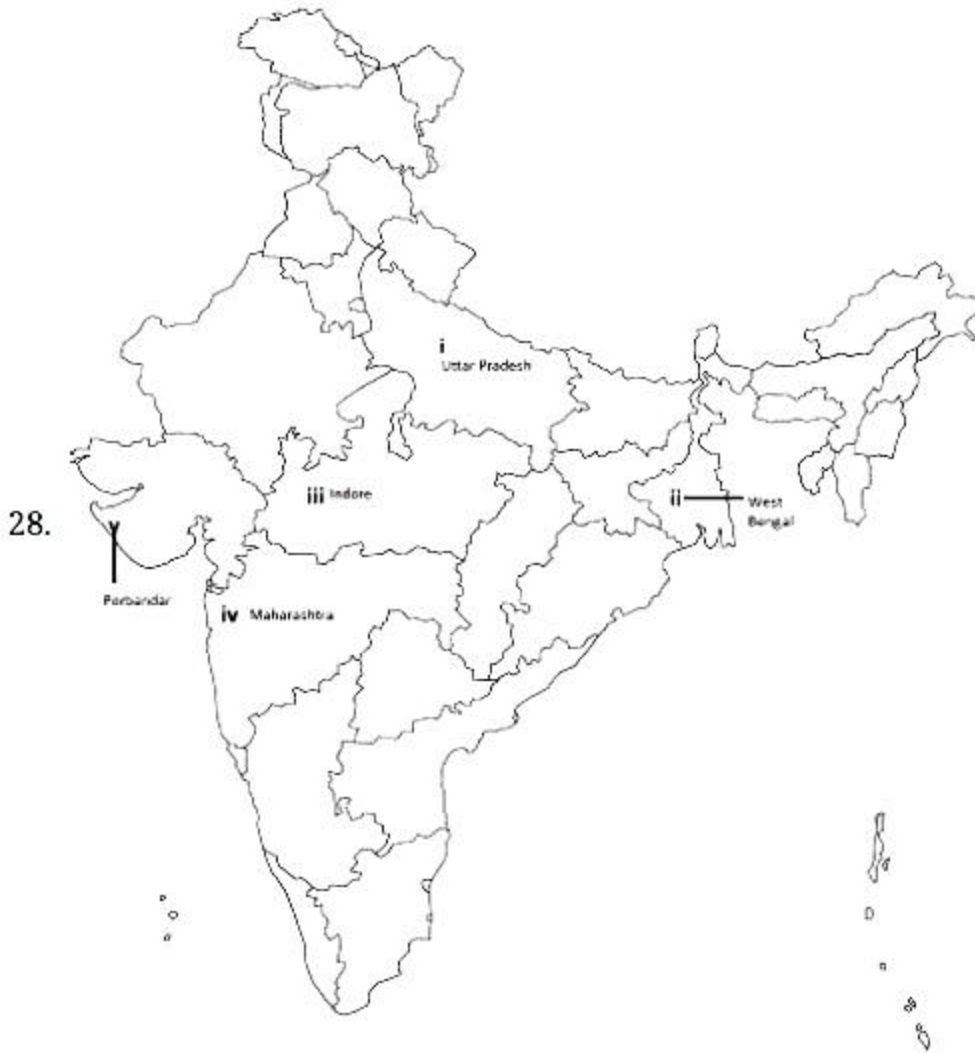 i
Uttar Pradesh
iii Indore
ii West
Bengal
28.
v
Porbandar
iv Maharashtra